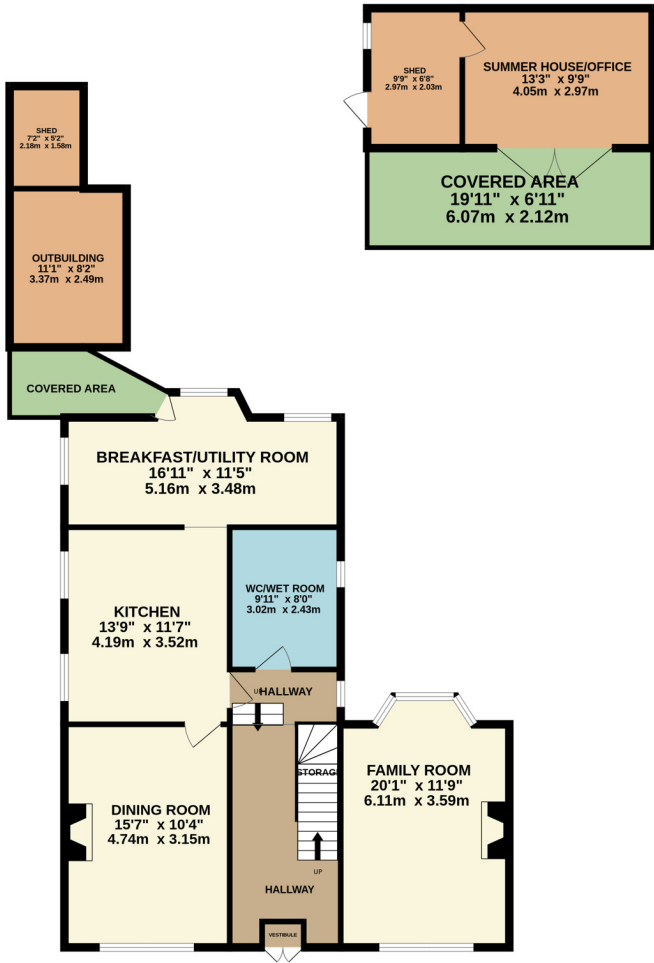 SHED
9'9" x 6'8"
2.97m x 2.03m
SUMMER HOUSE/OFFICE
13'3" x 9'9"
4.05m x 2.97m
COVERED AREA
19'11" x 6'11"
6.07m x 2.12m
SHED
7'2" x 5'2"
2.18m x 1.58m
OUTBUILDING
11'1" x 8'2"
3.37m x 2.49m
COVERED AREA
BREAKFAST/UTILITY ROOM
16'11" x 11'5"
5.16m x 3.48m
KITCHEN
13'9" x 11'7"
4.19m x 3.52m
WC/WET ROOM
9'11" x 8'0"
3.02m x 2.43m
UP
HALLWAY
STORAGE
DINING ROOM
15'7" x 10'4"
4.74m x 3.15m
FAMILY ROOM
20'1" x 11'9"
6.11m x 3.59m
UP
HALLWAY
VESTIBULE